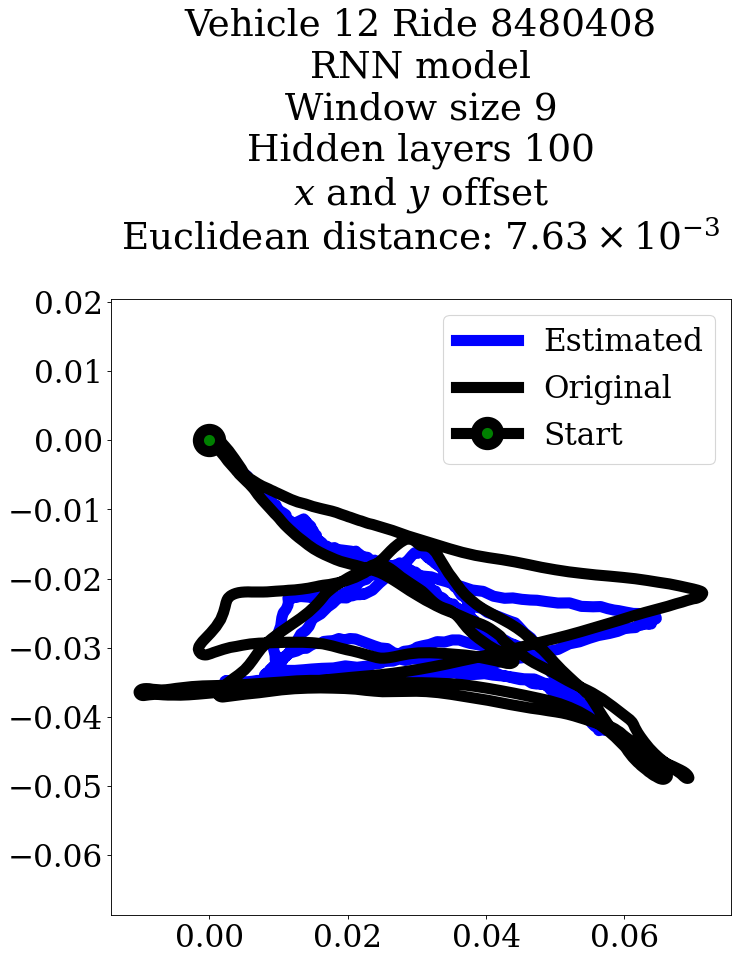 Vehicle 12 Ride 8480408
RNN model
Window size 9
Hidden layers 100
x and y offset
Euclidean distance: 7.63 × 10⁻³
0.02
Estimated
0.01
Original
0.00
Start
−0.01
−0.02
−0.03
−0.04
−0.05
−0.06
0.00 0.02 0.04 0.06